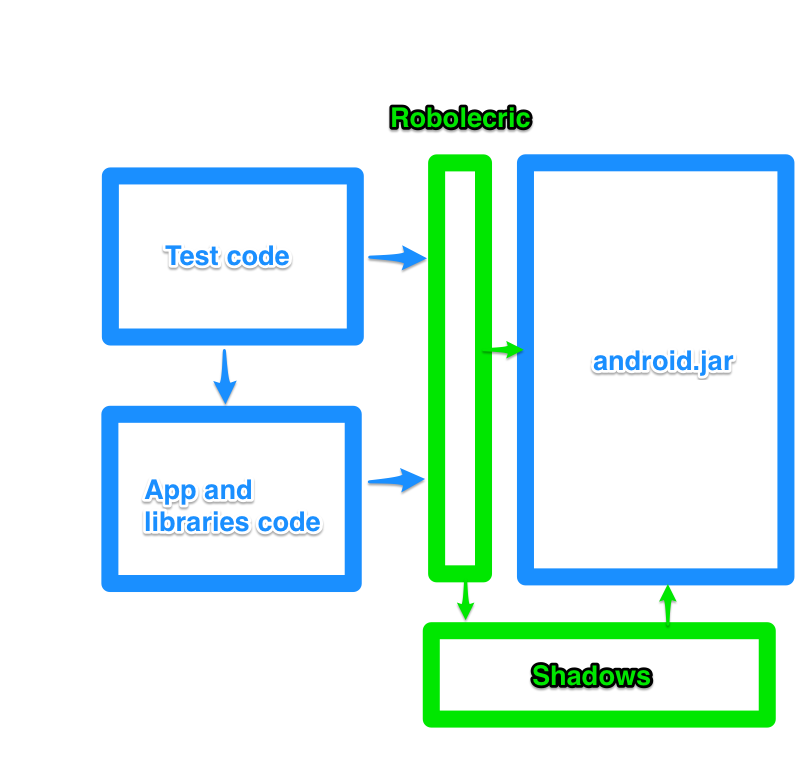 Robolecric
Test code
android.jar
App and
libraries code
Shadows